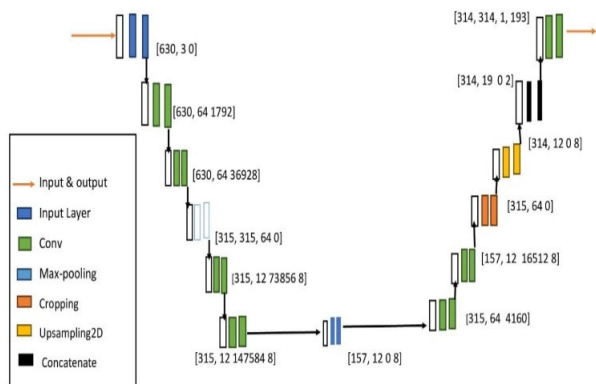 [630, 3 0]
[630, 64 1792]
[630, 64 36928]
[315, 315, 64 0]
[315, 12 73856 8]
[315, 12 147584 8]
[157, 12 0 8]
[315, 64 4160]
[157, 12 16512 8]
[315, 64 0]
[314, 12 0 8]
[314, 19 0 2]
[314, 314, 1, 193]
Input & output
Input Layer
Conv
Max-pooling
Cropping
Upsampling2D
Concatenate